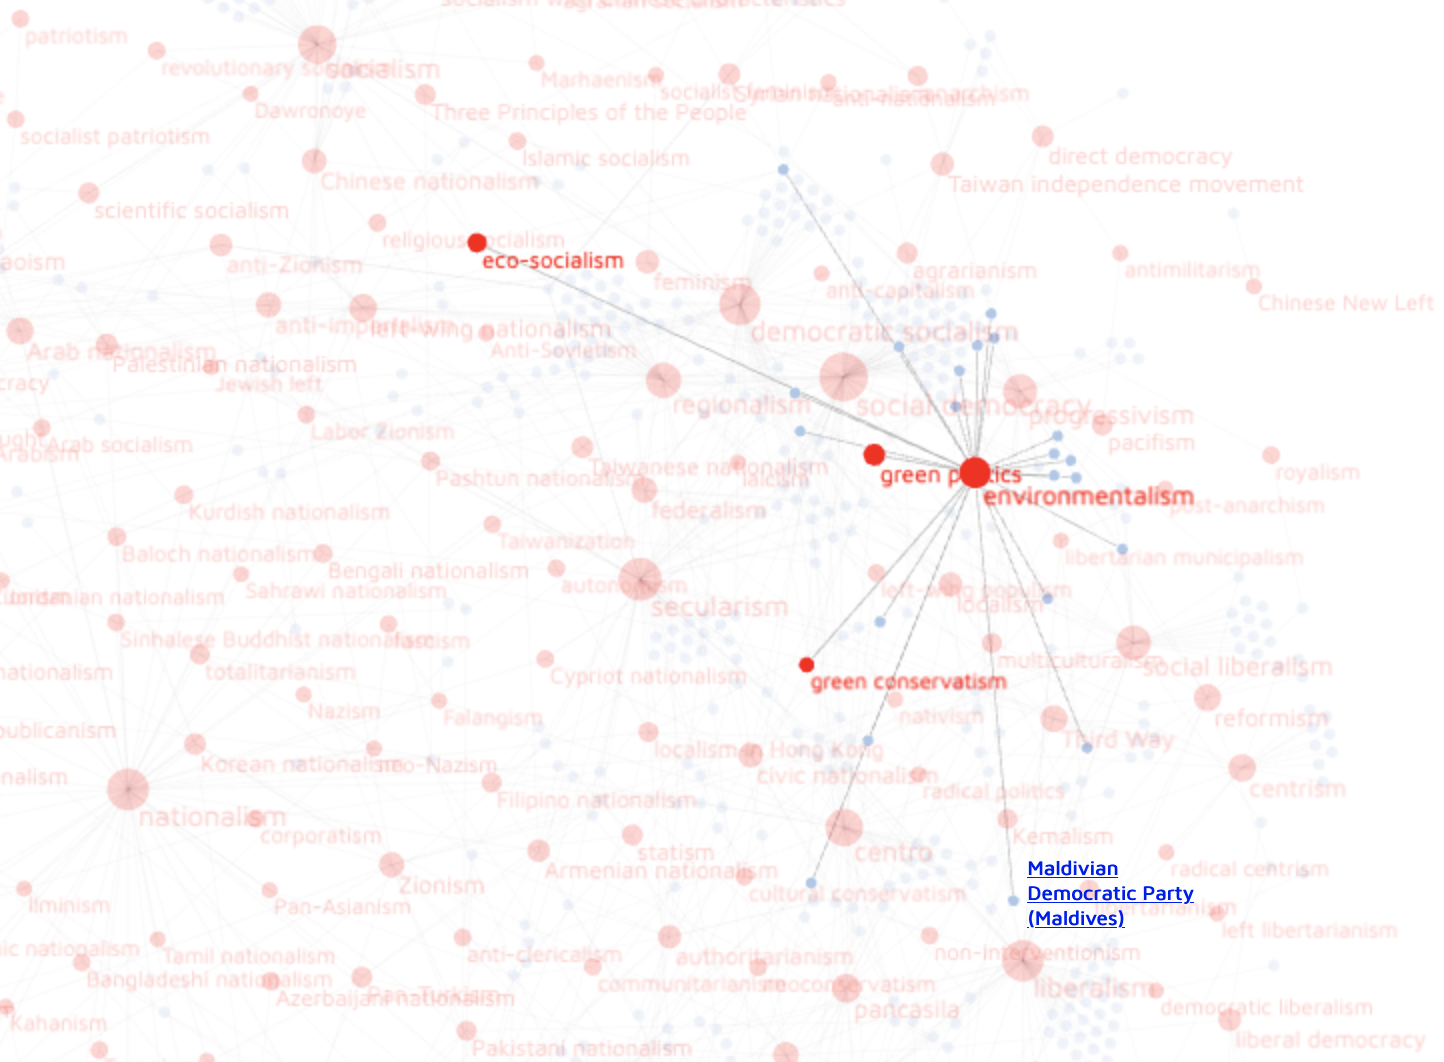 patriotism
revolutionary socialism
socialism
Marhaenism
socialist feminism
Syrian nationalism
anti-nationalism
anarchism
Dawronoye
Three Principles of the People
socialist patriotism
Islamic socialism
direct democracy
Chinese nationalism
Taiwan independence movement
scientific socialism
religious socialism
eco-socialism
aoism
anti-Zionism
feminism
agrarianism
antimilitarism
anti-capitalism
Chinese New Left
anti-imperialism
left-wing nationalism
democratic socialism
Arab nationalism
Anti-Sovietism
Palestinian nationalism
cracy
Jewish left
regionalism
social democracy
progressivism
Labor Zionism
ught
Arab socialism
Arabism
pacifism
Taiwanese nationalism
Pashtun nationalism
laicism
green politics
royalism
environmentalism
post-anarchism
Kurdish nationalism
federalism
Taiwanization
Baloch nationalism
libertarian municipalism
Bengali nationalism
autonomism
Sahrawi nationalism
left-wing populism
Jordanian nationalism
localism
secularism
Sinhalese Buddhist nationalism
fascism
multiculturalism
social liberalism
nationalism
totalitarianism
Cypriot nationalism
green conservatism
Nazism
Falangism
nativism
reformism
publicanism
Third Way
localism in Hong Kong
Korean nationalism
neo-Nazism
civic nationalism
nalism
radical politics
centrism
Filipino nationalism
nationalism
corporatism
Kemalism
statism
centro
Armenian nationalism
radical centrism
Maldivian
Democratic Party
(Maldives)
Zionism
cultural conservatism
Ilminism
Pan-Asianism
libertarianism
left libertarianism
ic nationalism
Tamil nationalism
anti-clericalism
authoritarianism
non-interventionism
Bangladeshi nationalism
communitarianism
neoconservatism
liberalism
Azerbaijan nationalism
Pan-Turkism
pancasila
democratic liberalism
Kahanism
liberal democracy
Pakistani nationalism